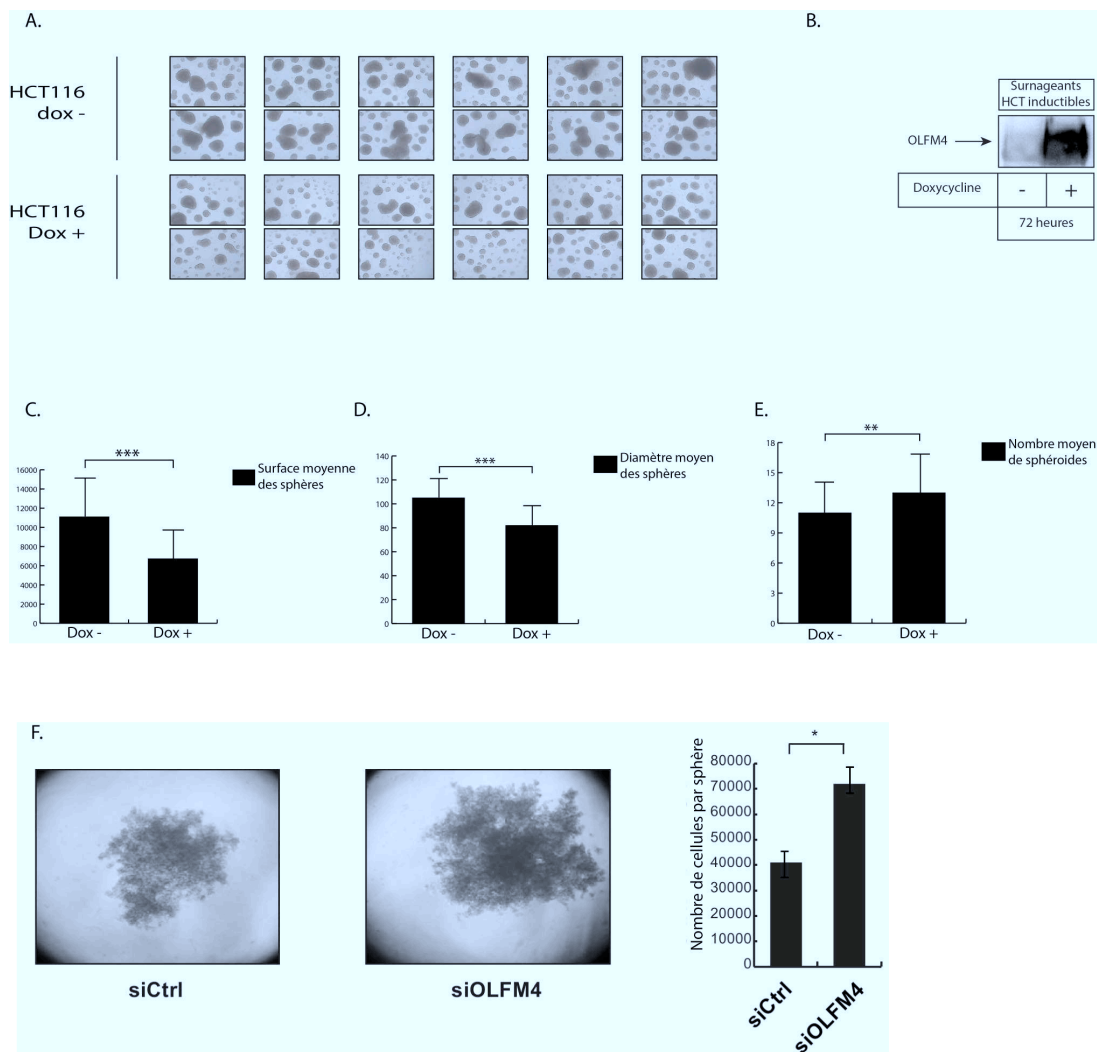 A.
HCT116
dox -
HCT116
Dox +
B.
Surnageants
HCT inductibles
OLFM4
Doxycycline - +
72 heures
C.
***
Surface moyenne
des sphères
16000
14000
12000
10000
8000
6000
4000
2000
0
Dox - Dox +
D.
***
Diamètre moyen
des sphères
140
120
100
80
60
40
20
0
Dox - Dox +
E.
**
Nombre moyen
de sphéroides
18
15
12
9
6
3
0
Dox - Dox +
F.
siCtrl
siOLFM4
*
Nombre de cellules par sphère
80000
70000
60000
50000
40000
30000
20000
10000
0
siCtrl
siOLFM4